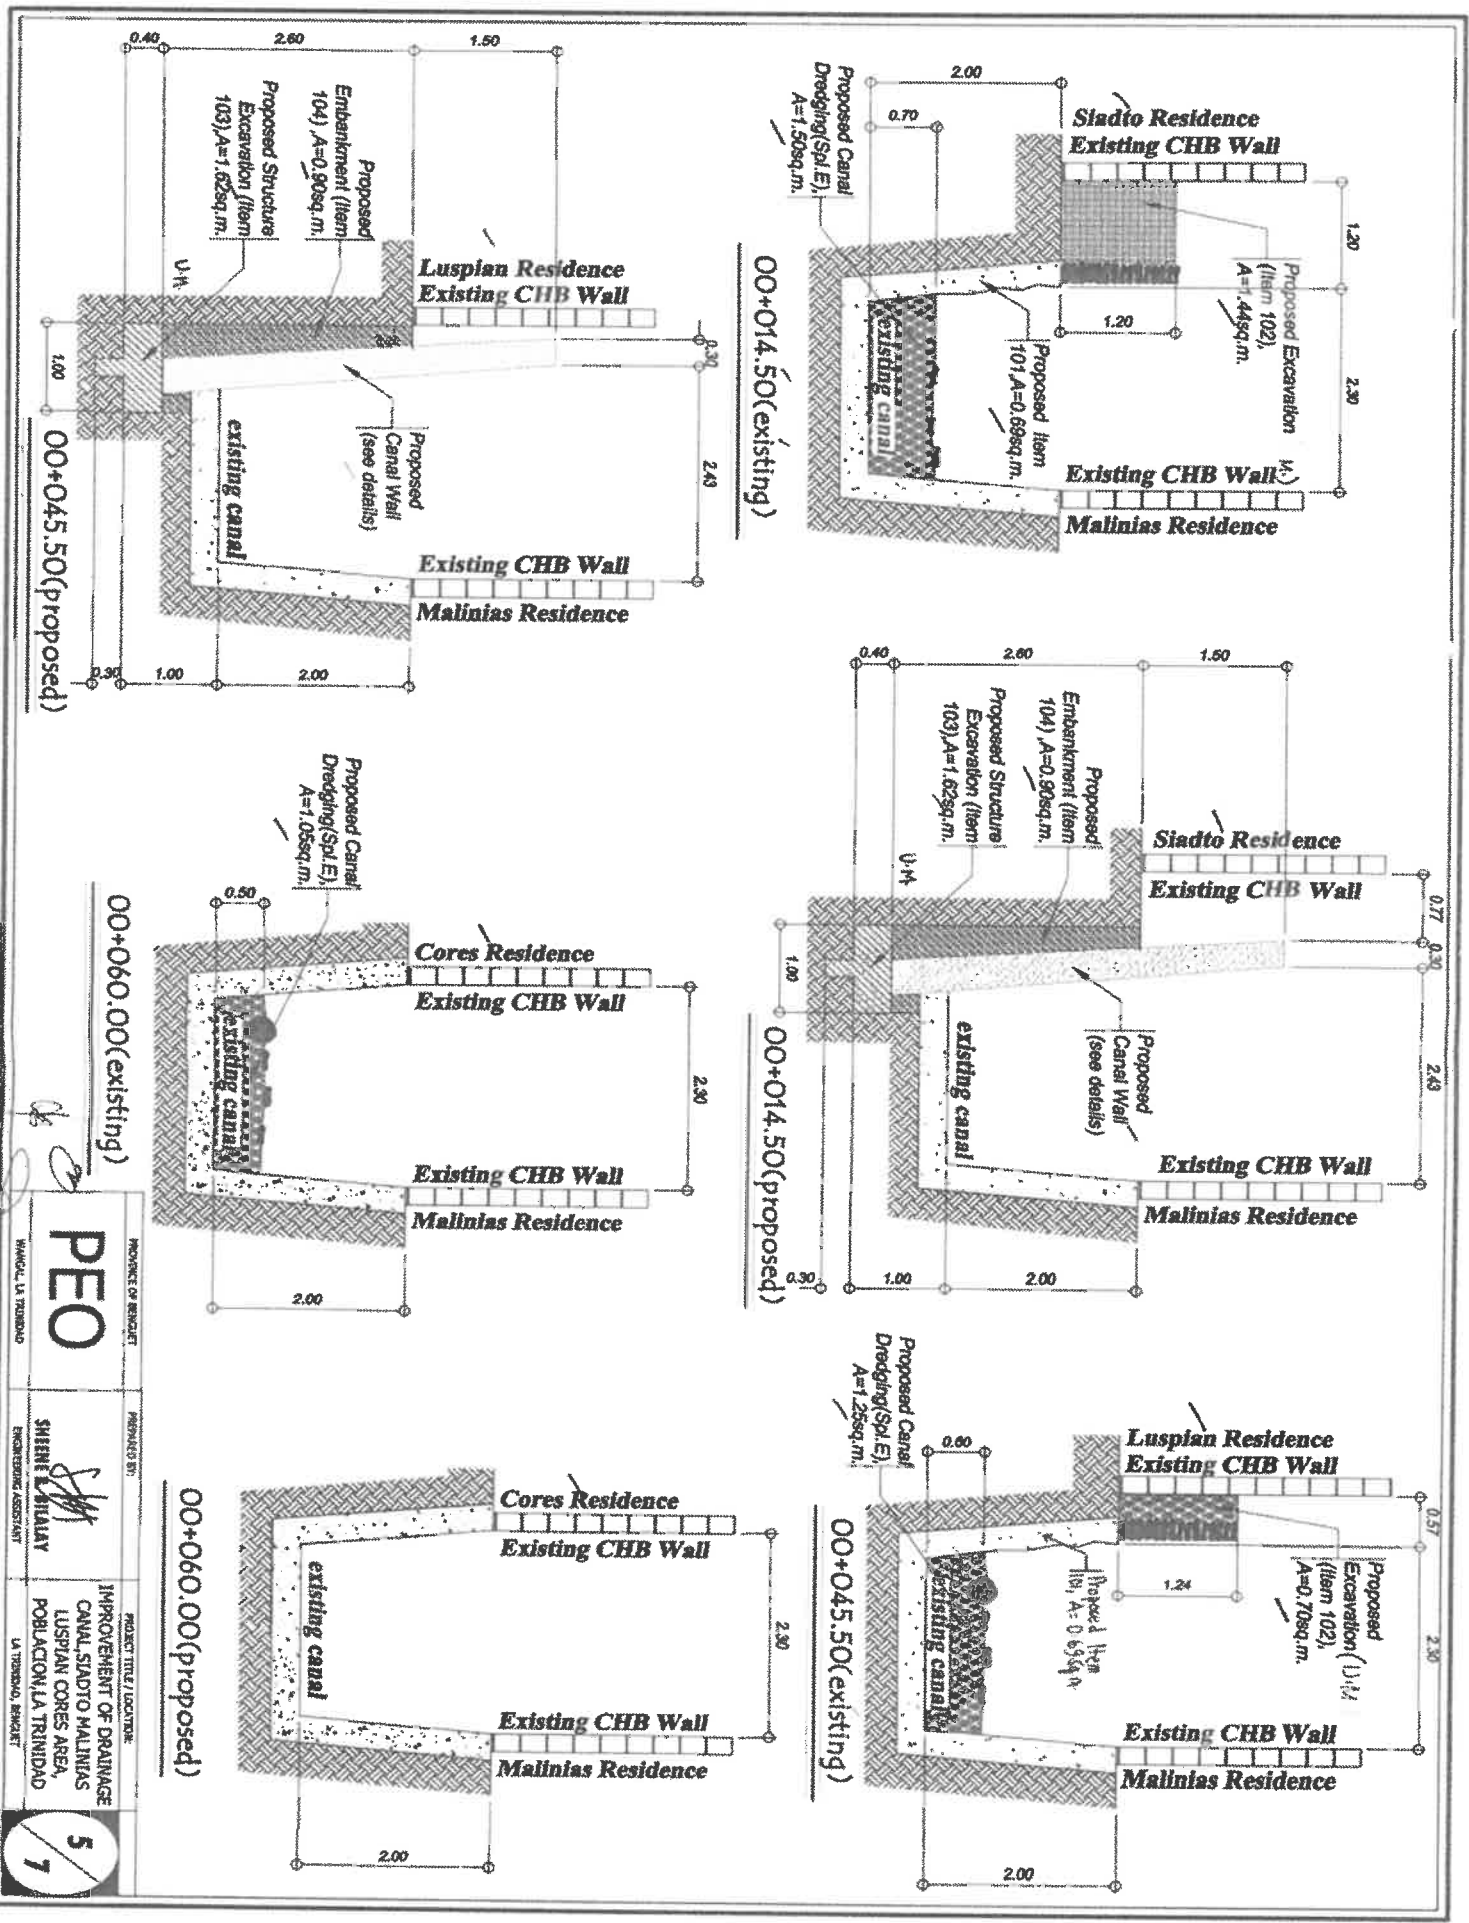 Siadto Residence
Existing CHB Wall
2.00
0.70
Proposed Canal
Dredging(Spl.E),
A=1.50sq.m.
1.20
2.30
Proposed Excavation
(Item 102),
A=1.44sq.m.
1.20
Proposed Item
101,A=0.69sq.m.
existing canal
Existing CHB Wall
Malinias Residence
00+014.50(existing)
0.40
2.60
1.50
Proposed
Embankment (Item
104) ,A=0.90sq.m.
Proposed Structure
Excavation (Item
103),A=1.62sq.m.
U.M.
Siadto Residence
Existing CHB Wall
0.77
0.30
2.43
1.00
Proposed
Canal Wall
(see details)
existing canal
Existing CHB Wall
Malinias Residence
0.30
1.00
2.00
00+014.50(proposed)
Proposed Canal
Dredging(Spl.E),
A=1.25sq.m.
0.60
Luspian Residence
Existing CHB Wall
0.57
2.30
Proposed
Excavation
(Item 102),
A=0.70sq.m.
1.24
Proposed Item
101, A=0.69sqm
existing canal
Existing CHB Wall
Malinias Residence
2.00
00+045.50(existing)
0.40
2.60
1.50
Proposed
Embankment (Item
104) ,A=0.90sq.m.
Proposed Structure
Excavation (Item
103),A=1.62sq.m.
U.M.
Luspian Residence
Existing CHB Wall
0.30
2.43
1.00
Proposed
Canal Wall
(see details)
existing canal
Existing CHB Wall
Malinias Residence
0.30
1.00
2.00
00+045.50(proposed)
Proposed Canal
Dredging(Spl.E),
A=1.05sq.m.
0.50
Cores Residence
Existing CHB Wall
2.30
existing canal
Existing CHB Wall
Malinias Residence
2.00
00+060.00(existing)
Cores Residence
Existing CHB Wall
2.30
existing canal
Existing CHB Wall
Malinias Residence
2.00
00+060.00(proposed)
PROVINCE OF BENGUET
PEO
WANGAL, LA TRINIDAD
PREPARED BY:
ENGINEERING ASSISTANT
PROJECT TITLE / LOCATION:
IMPROVEMENT OF DRAINAGE
CANAL,SIADTO MALINIAS
LUSPIAN CORES AREA,
POBLACION,LA TRINIDAD
LA TRINIDAD, BENGUET
5
7